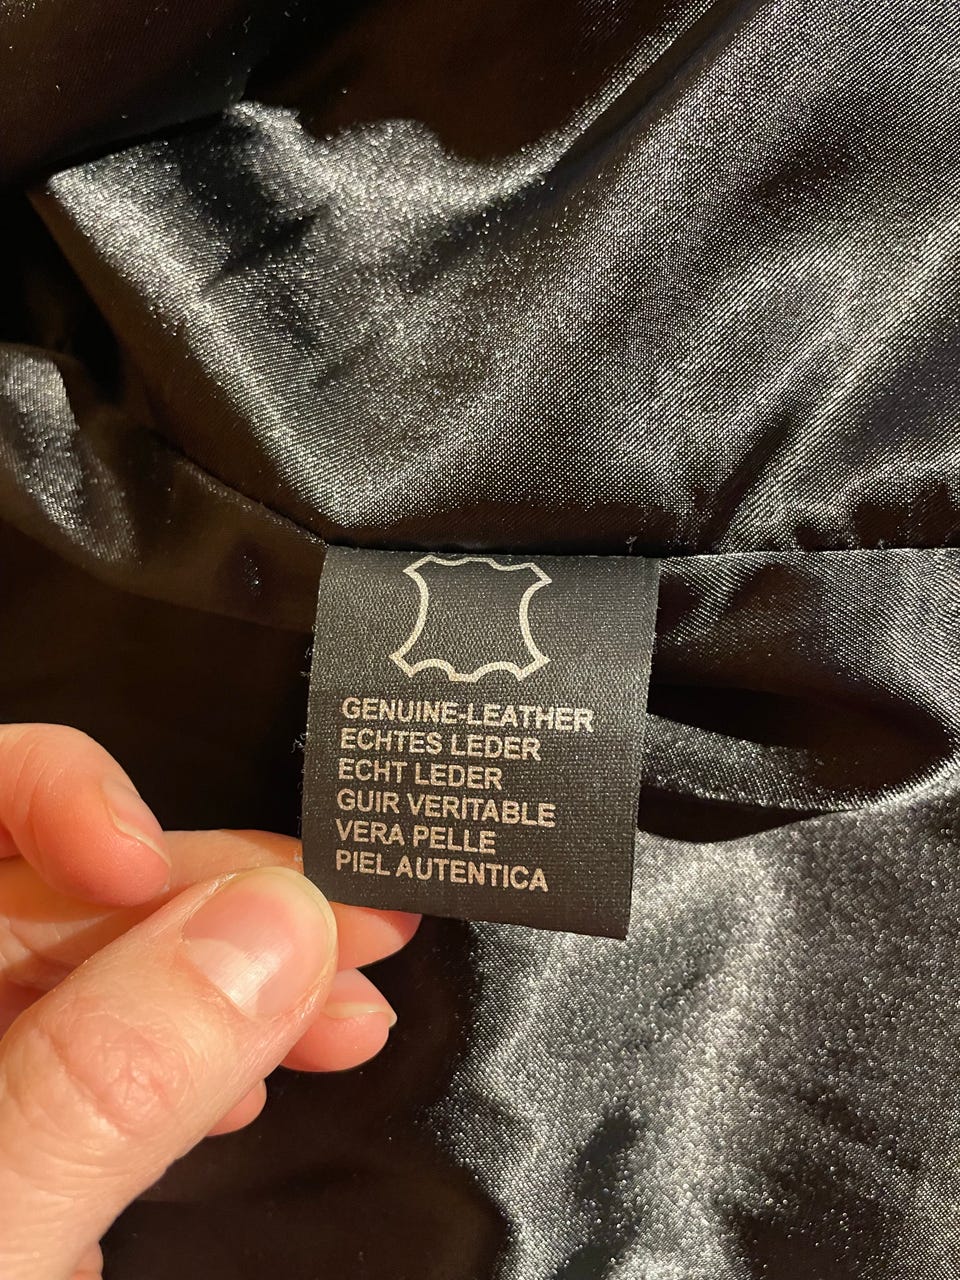 GENUINE-LEATHER
ECHTES LEDER
ECHT LEDER
GUIR VERITABLE
VERA PELLE
PIEL AUTENTICA